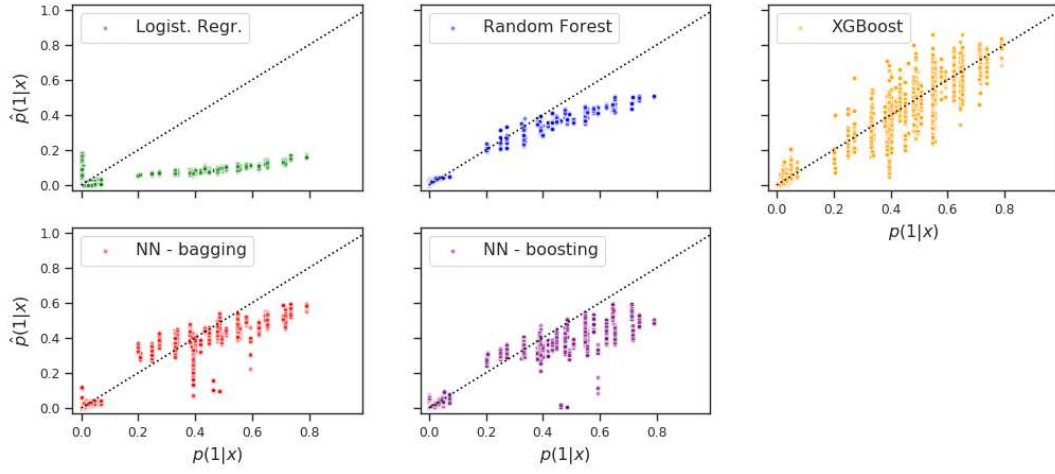 Logist. Regr.
Random Forest
XGBoost
p̂(1|x)
1.0
0.8
0.6
0.4
0.2
0.0
0.0 0.2 0.4 0.6 0.8
p(1|x)
NN - bagging
NN - boosting
p̂(1|x)
1.0
0.8
0.6
0.4
0.2
0.0
0.0 0.2 0.4 0.6 0.8
0.0 0.2 0.4 0.6 0.8
p(1|x)
p(1|x)